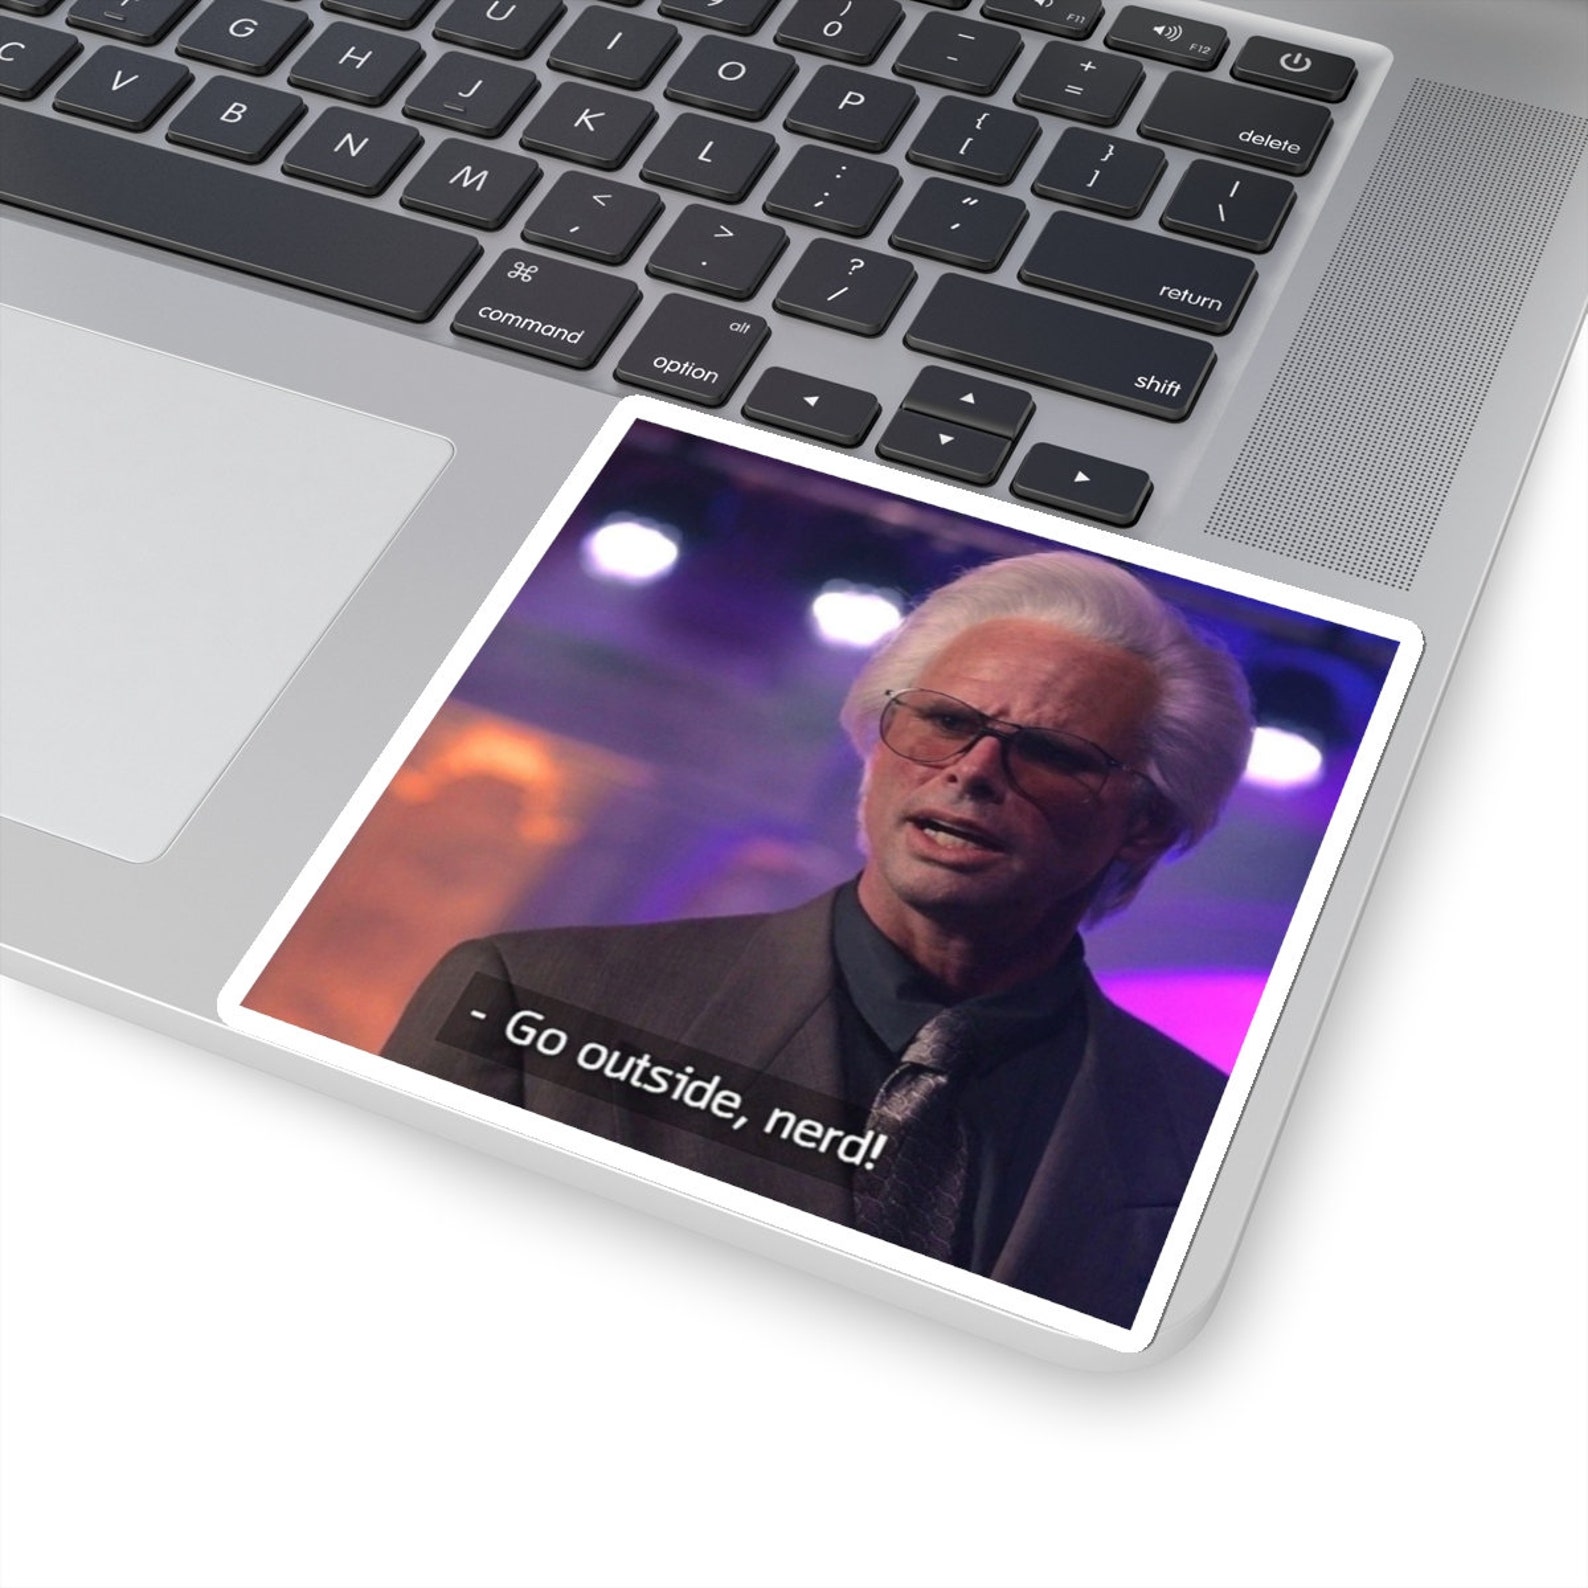 F11
F12
U
)
0
_
-
+
=
delete
G
H
I
O
P
{
[
}
]
|
\
C
V
B
J
K
L
:
;
"
'
return
N
M
<
,
>
.
?
/
shift
⌘
command
alt
option
◀
▲
▼
▶
- Go outside, nerd!